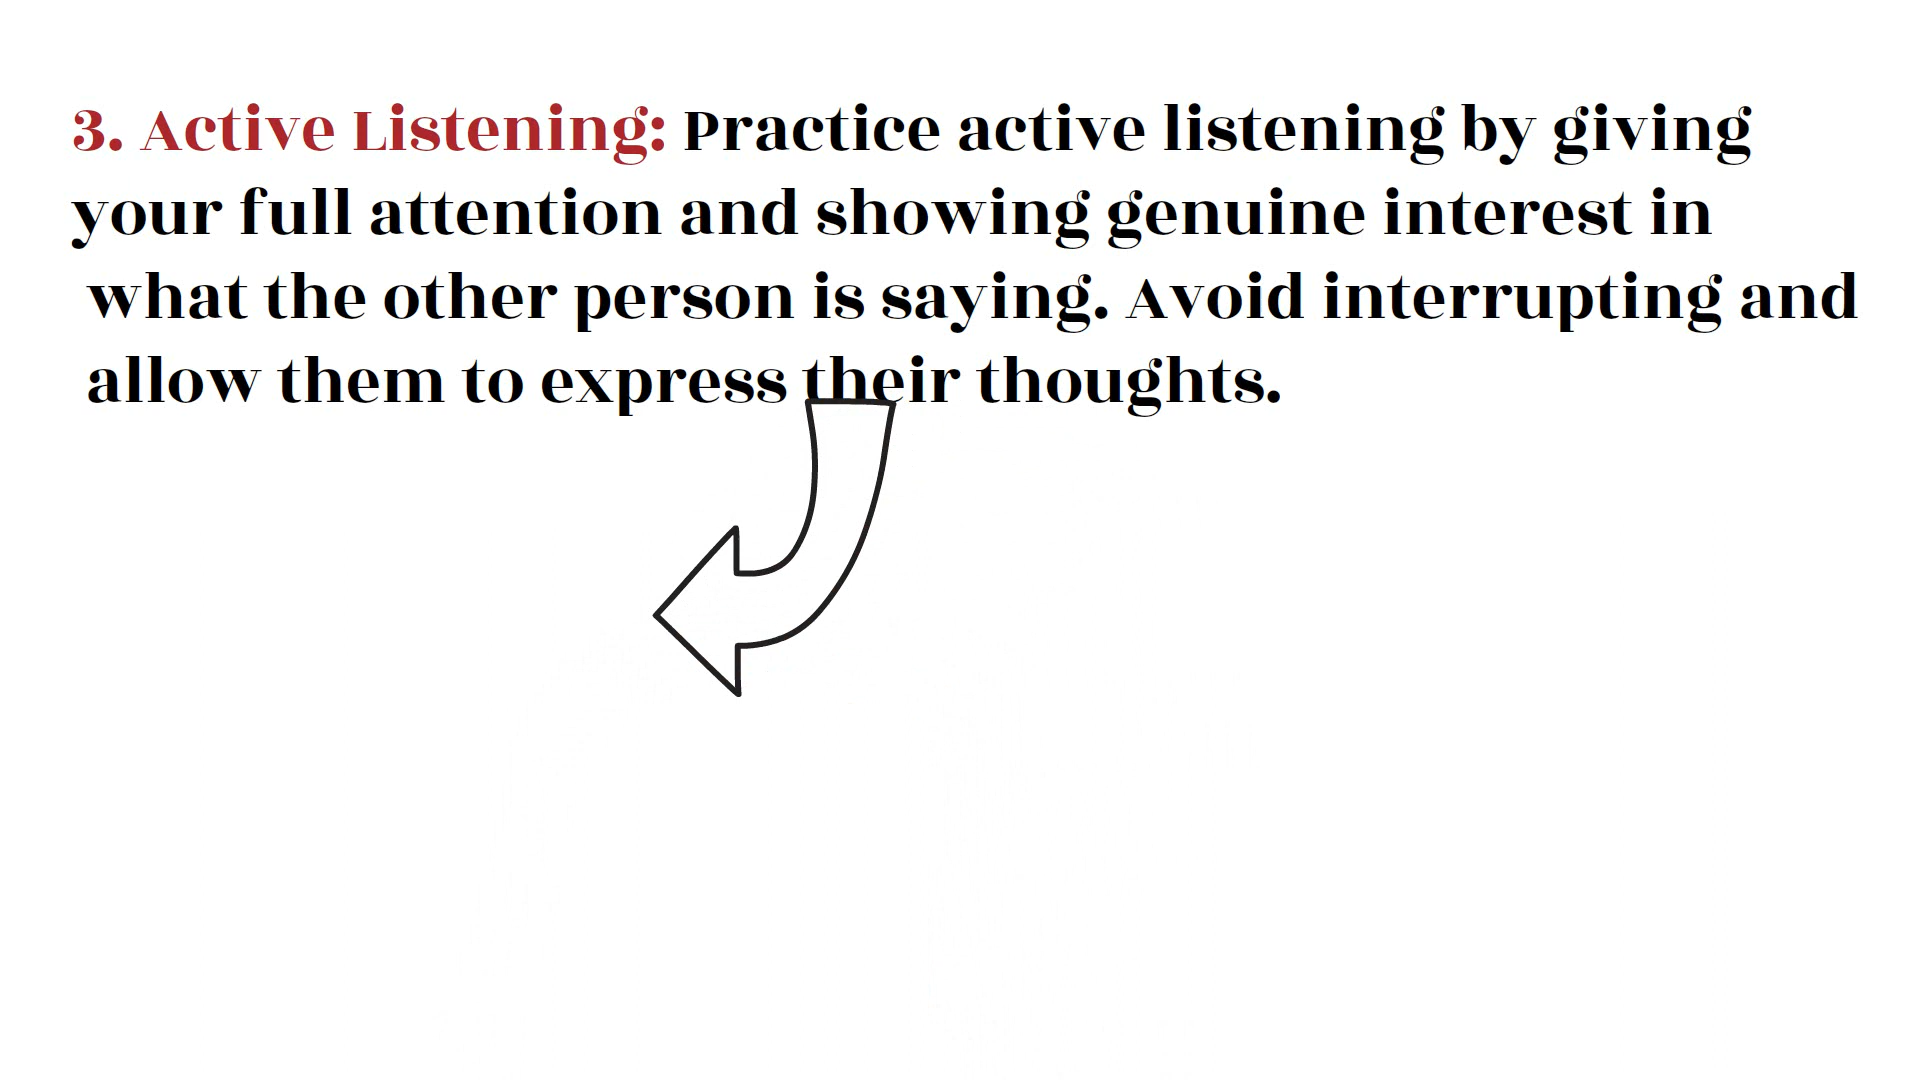 3. Active Listening: Practice active listening by giving
your full attention and showing genuine interest in
what the other person is saying. Avoid interrupting and
allow them to express their thoughts.